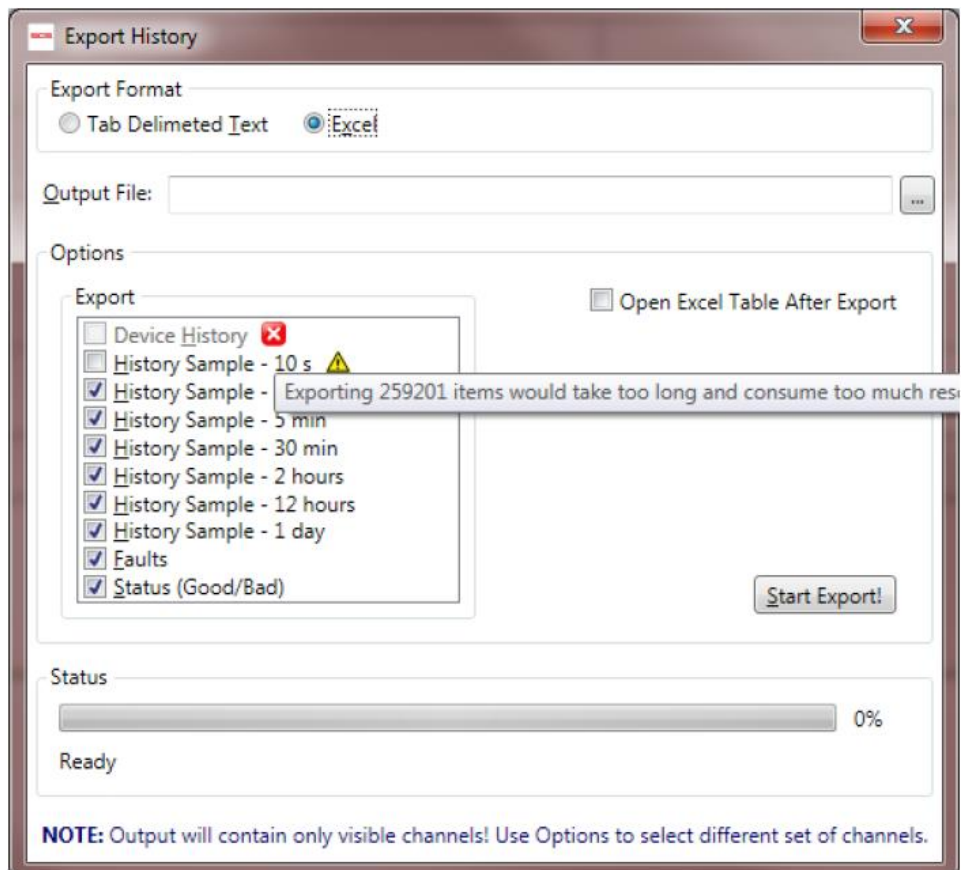 Export History
Export Format
Tab Delimeted Text Excel
Output File: ...
Options
Export
Open Excel Table After Export
Device History
History Sample - 10 s
History Sample -
Exporting 259201 items would take too long and consume too much
History Sample - 5 min
History Sample - 30 min
History Sample - 2 hours
History Sample - 12 hours
History Sample - 1 day
Faults
Status (Good/Bad)
Start Export!
Status
0%
Ready
NOTE: Output will contain only visible channels! Use Options to select different set of channels.